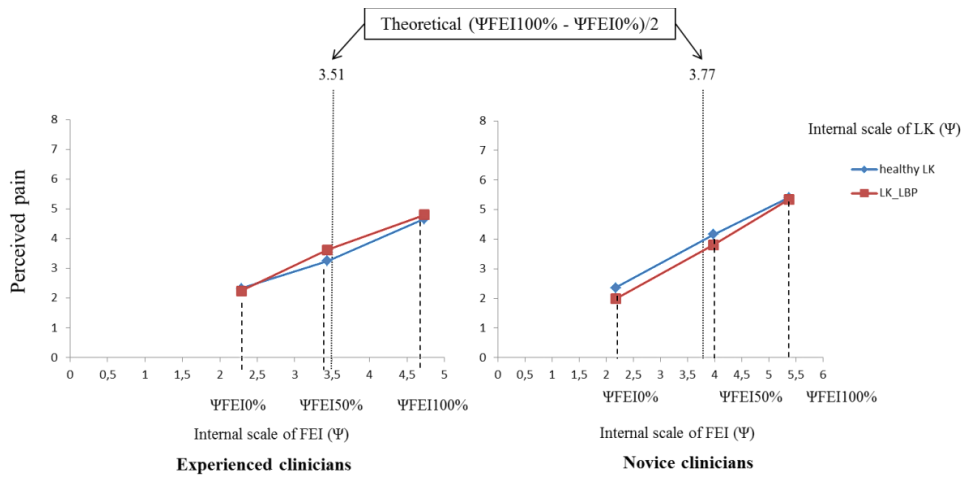 Theoretical (ΨFEI100% - ΨFEI0%)/2
3.51
3.77
Perceived pain
8
7
6
5
4
3
2
1
0
0 0,5 1 1,5 2 2,5 3 3,5 4 4,5 5
ΨFEI0% ΨFEI50% ΨFEI100%
Internal scale of FEI (Ψ)
Experienced clinicians
8
7
6
5
4
3
2
1
0
0 0,5 1 1,5 2 2,5 3 3,5 4 4,5 5 5,5 6
ΨFEI0% ΨFEI50% ΨFEI100%
Internal scale of FEI (Ψ)
Novice clinicians
Internal scale of LK (Ψ)
healthy LK
LK_LBP